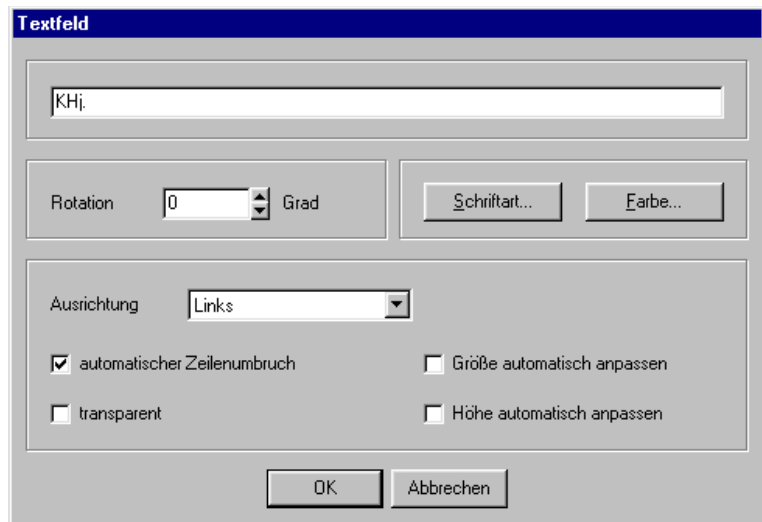 Textfeld
KHj.
Rotation 0 Grad Schriftart... Farbe...
Ausrichtung Links
automatischer Zeilenumbruch Größe automatisch anpassen
transparent Höhe automatisch anpassen
OK Abbrechen